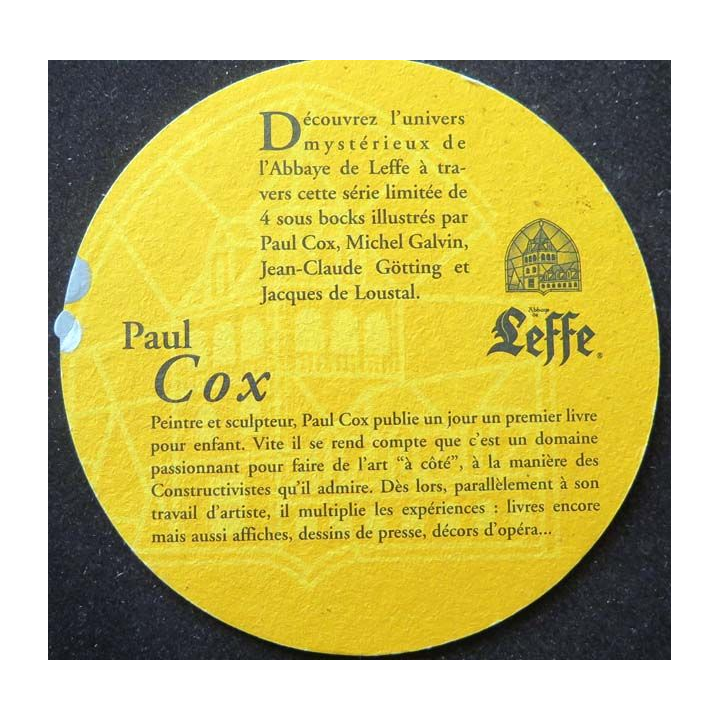 Découvrez l'univers
mystérieux de
l'Abbaye de Leffe à tra-
vers cette série limitée de
4 sous bocks illustrés par
Paul Cox, Michel Galvin,
Jean-Claude Götting et
Jacques de Loustal.
Abbaye
de
Leffe®
Paul
Cox
Peintre et sculpteur, Paul Cox publie un jour un premier livre
pour enfant. Vite il se rend compte que c'est un domaine
passionnant pour faire de l'art “à côté”, à la manière des
Constructivistes qu'il admire. Dès lors, parallèlement à son
travail d'artiste, il multiplie les expériences : livres encore
mais aussi affiches, dessins de presse, décors d'opéra...